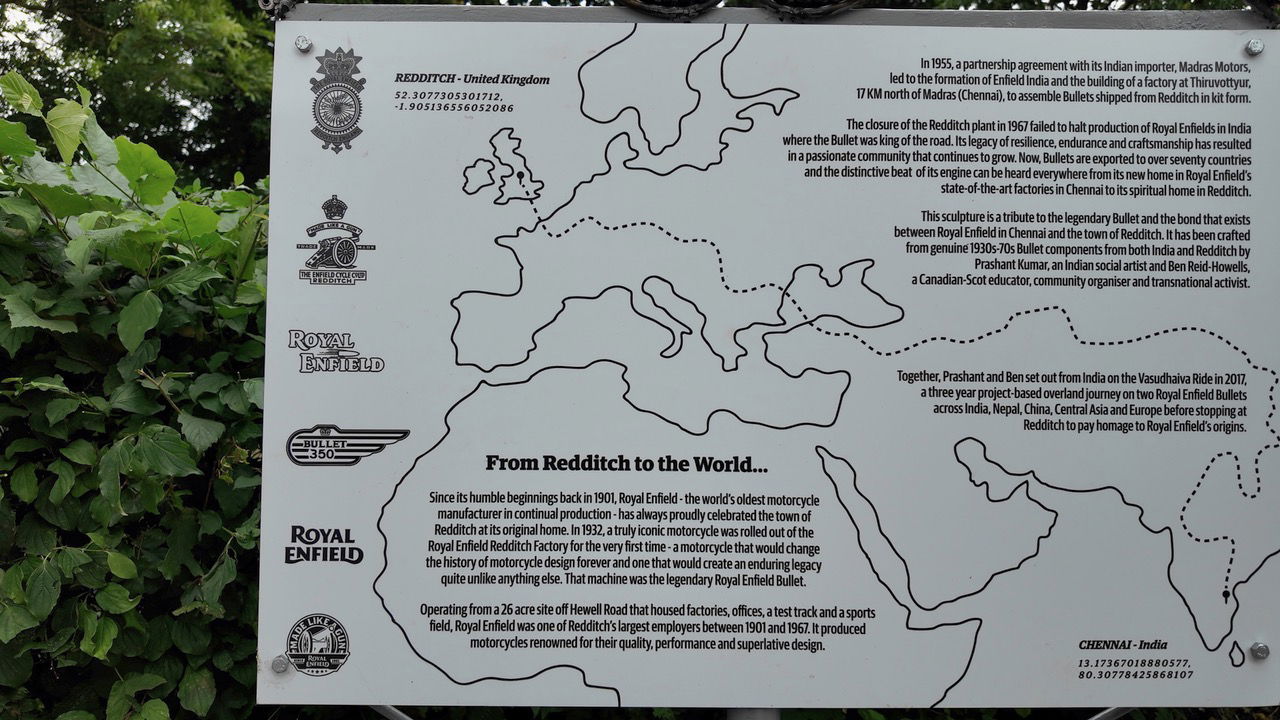 REDDITCH - United Kingdom
52.3077305301712,
-1.905136556052086
MADE LIKE A GUN
TRADE MARK
THE ENFIELD CYCLE COY LD
REDDITCH
ROYAL
ENFIELD
BULLET
350
ROYAL
ENFIELD
MADE LIKE A GUN
ROYAL
ENFIELD
From Redditch to the World...
Since its humble beginnings back in 1901, Royal Enfield - the world's oldest motorcycle
manufacturer in continual production - has always proudly celebrated the town of
Redditch at its original home. In 1932, a truly iconic motorcycle was rolled out of the
Royal Enfield Redditch Factory for the very first time - a motorcycle that would change
the history of motorcycle design forever and one that would create an enduring legacy
quite unlike anything else. That machine was the legendary Royal Enfield Bullet.
Operating from a 26 acre site off Hewell Road that housed factories, offices, a test track and a sports
field, Royal Enfield was one of Redditch's largest employers between 1901 and 1967. It produced
motorcycles renowned for their quality, performance and superlative design.
In 1955, a partnership agreement with its Indian importer, Madras Motors,
led to the formation of Enfield India and the building of a factory at Thiruvottyur,
17 KM north of Madras (Chennai), to assemble Bullets shipped from Redditch in kit form.
The closure of the Redditch plant in 1967 failed to halt production of Royal Enfields in India
where the Bullet was king of the road. Its legacy of resilience, endurance and craftsmanship has resulted
in a passionate community that continues to grow. Now, Bullets are exported to over seventy countries
and the distinctive beat of its engine can be heard everywhere from its new home in Royal Enfield's
state-of-the-art factories in Chennai to its spiritual home in Redditch.
This sculpture is a tribute to the legendary Bullet and the bond that exists
between Royal Enfield in Chennai and the town of Redditch. It has been crafted
from genuine 1930s-70s Bullet components from both India and Redditch by
Prashant Kumar, an Indian social artist and Ben Reid-Howells,
a Canadian-Scot educator, community organiser and transnational activist.
Together, Prashant and Ben set out from India on the Vasudhaiva Ride in 2017,
a three year project-based overland journey on two Royal Enfield Bullets
across India, Nepal, China, Central Asia and Europe before stopping at
Redditch to pay homage to Royal Enfield's origins.
CHENNAI - India
13.17367018880577,
80.30778425868107